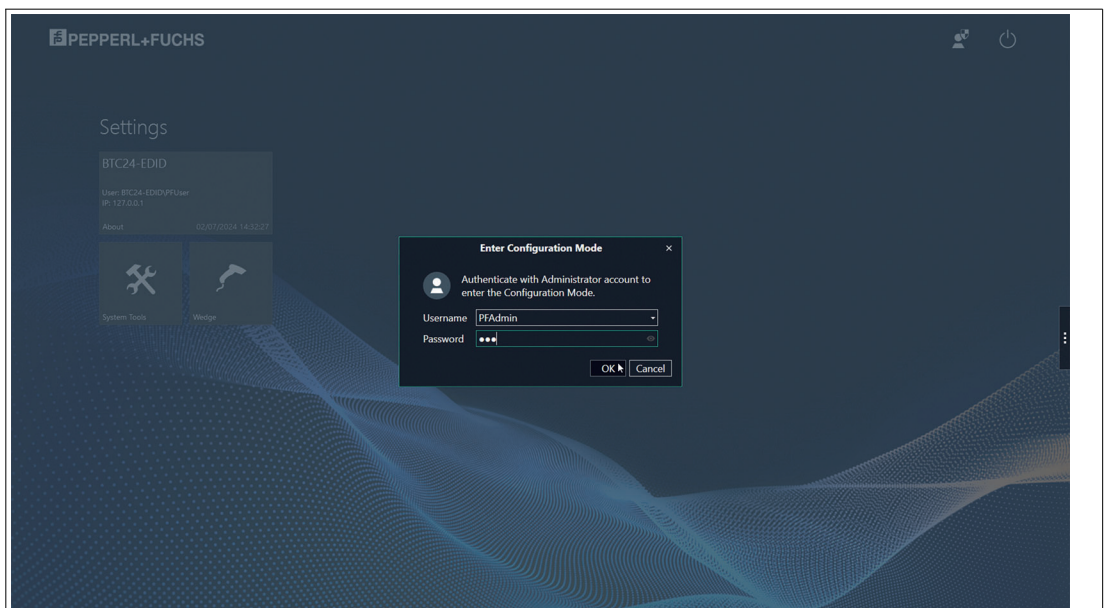 PEPPERL+FUCHS
Settings
BTC24-EDID
User: BTC24-EDID\PFUser
IP: 127.0.0.1
About 02/07/2024 14:32:27
System Tools Wedge
Enter Configuration Mode
Authenticate with Administrator account to
enter the Configuration Mode.
Username PFAdmin
Password
OK Cancel